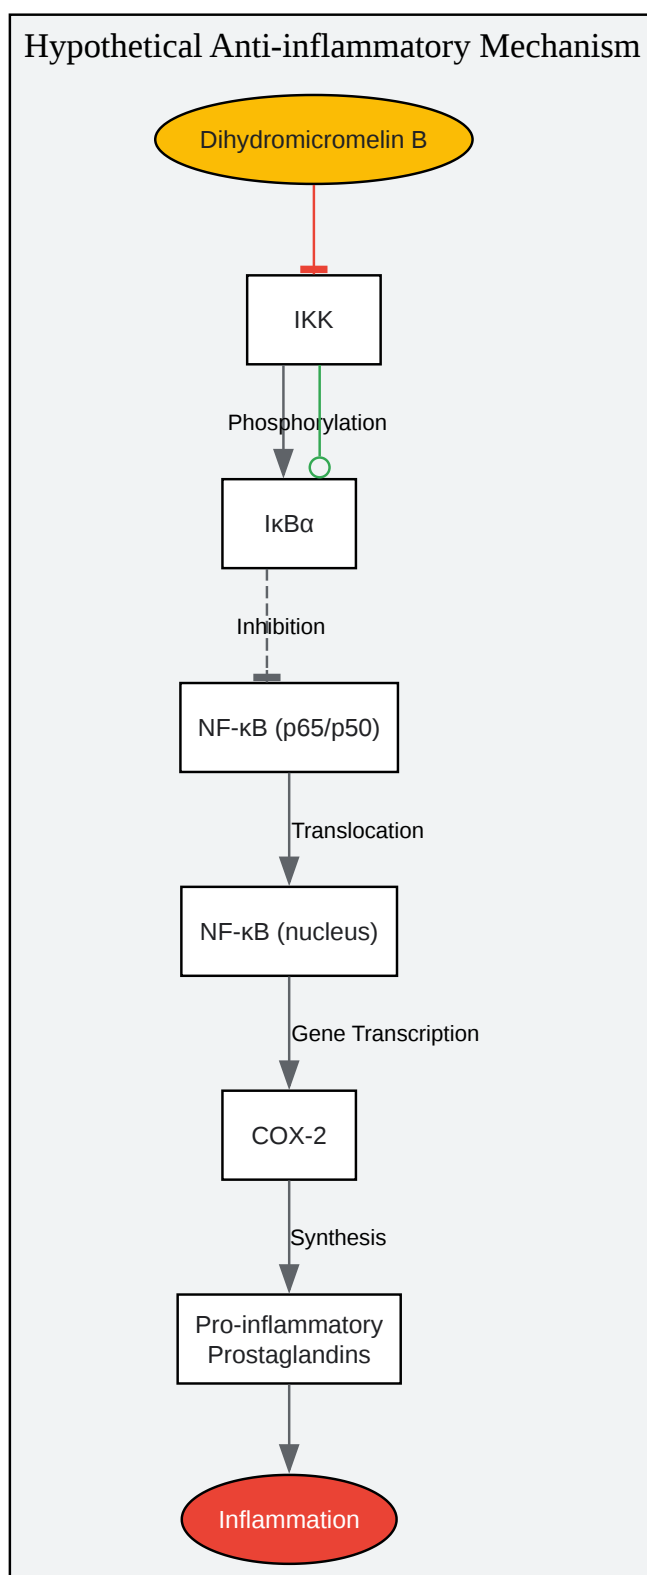 Hypothetical Anti-inflammatory Mechanism
Dihydromicromelin B
IKK
Phosphorylation
IκBα
Inhibition
NF-κB (p65/p50)
Translocation
NF-κB (nucleus)
Gene Transcription
COX-2
Synthesis
Pro-inflammatory
Prostaglandins
Inflammation